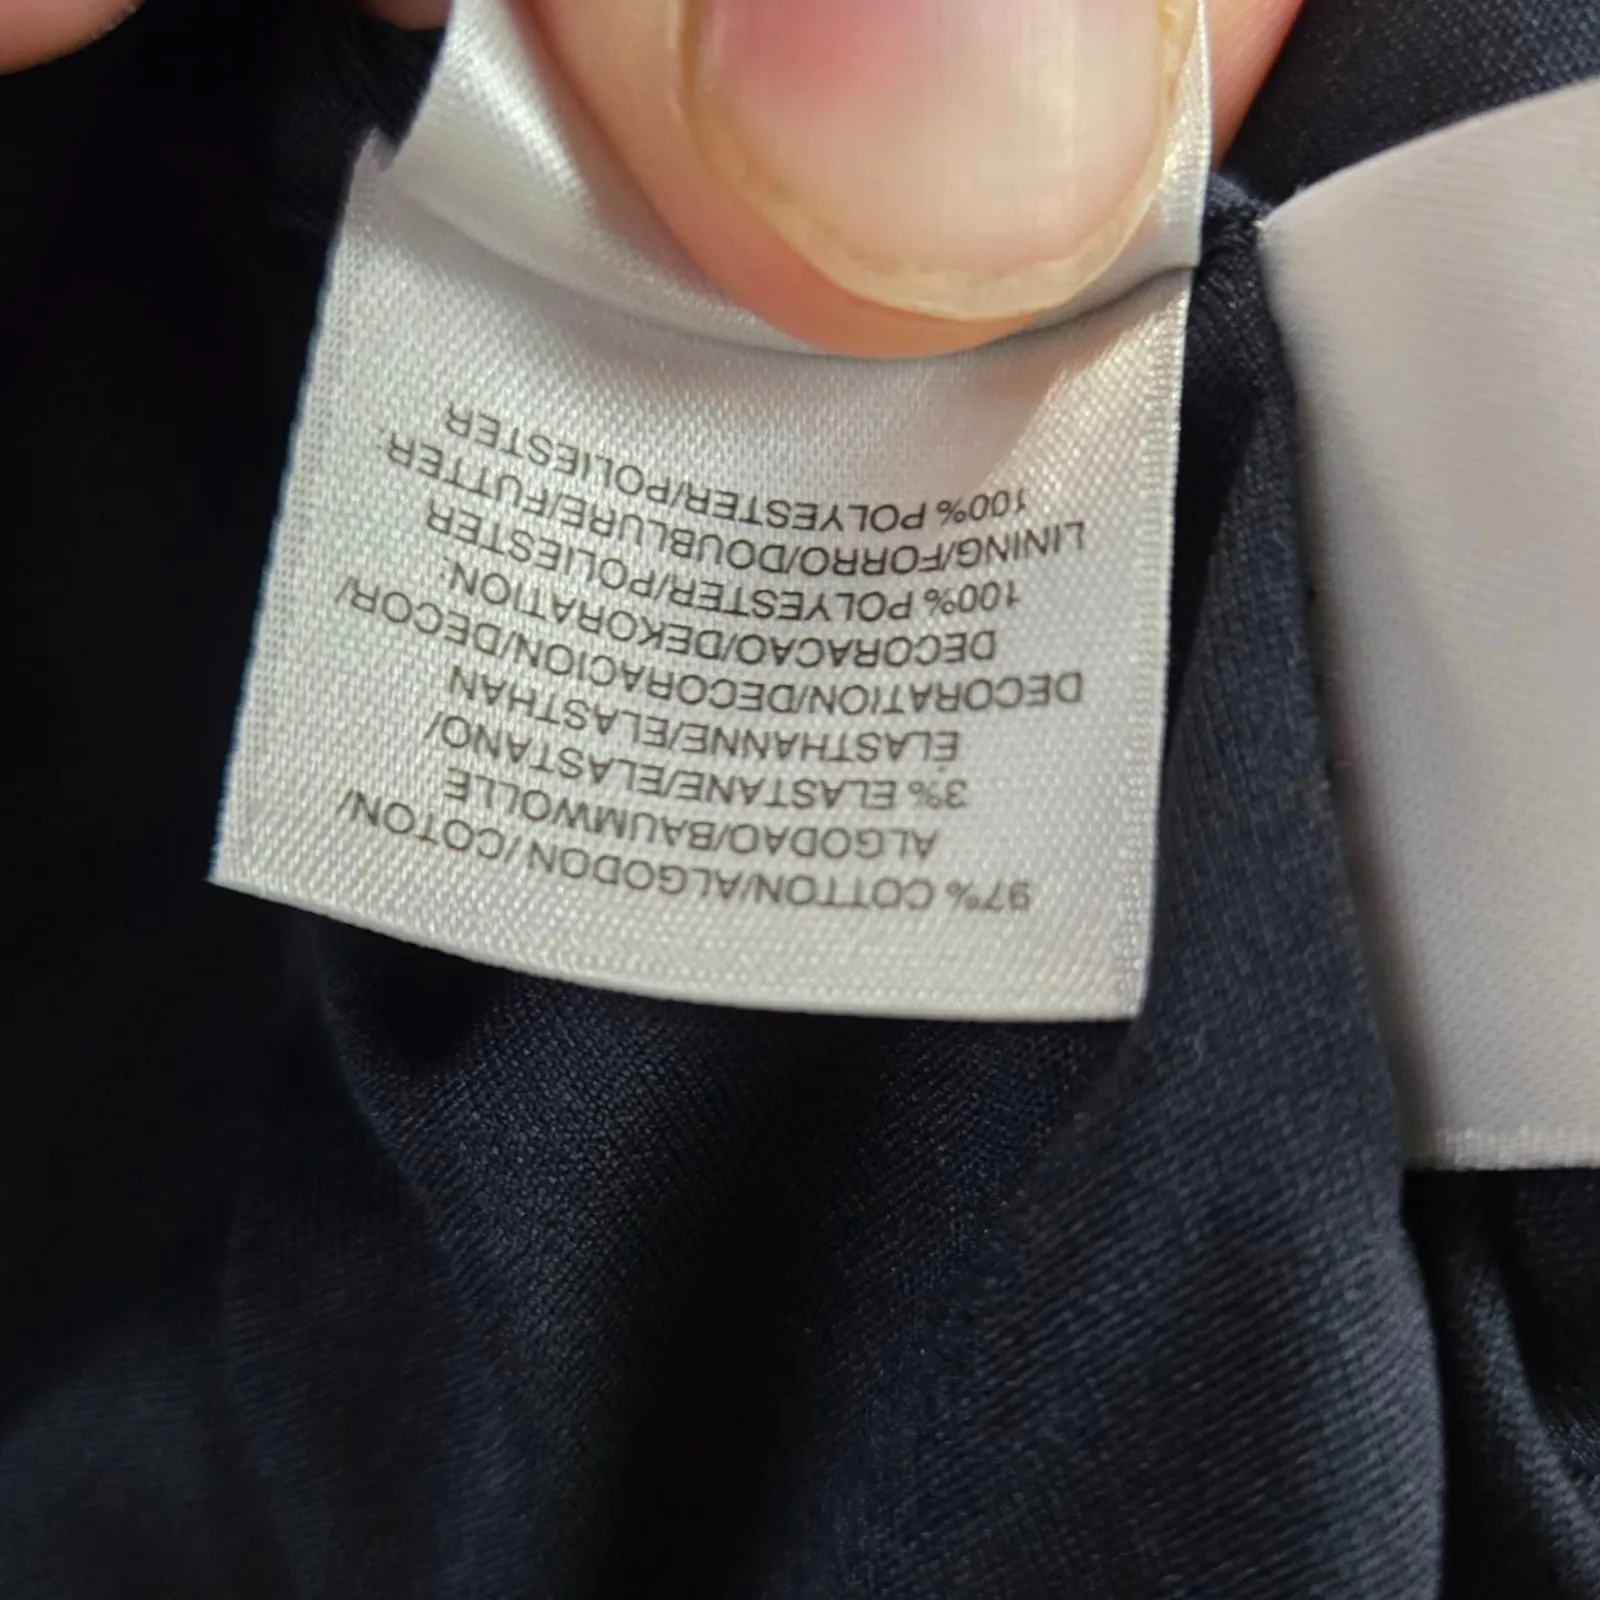 97% COTTON/ALGODON/COTON/
ALGODAO/BAUMWOLLE
3% ELASTANE/ELASTANO/
ELASTHANNE/ELASTHAN
DECORATION/DECORACION/DECOR/
DECORACAO/DEKORATION:
100% POLYESTER/POLIESTER
LINING/FORRO/DOUBLURE/FUTTER:
100% POLYESTER/POLIESTER